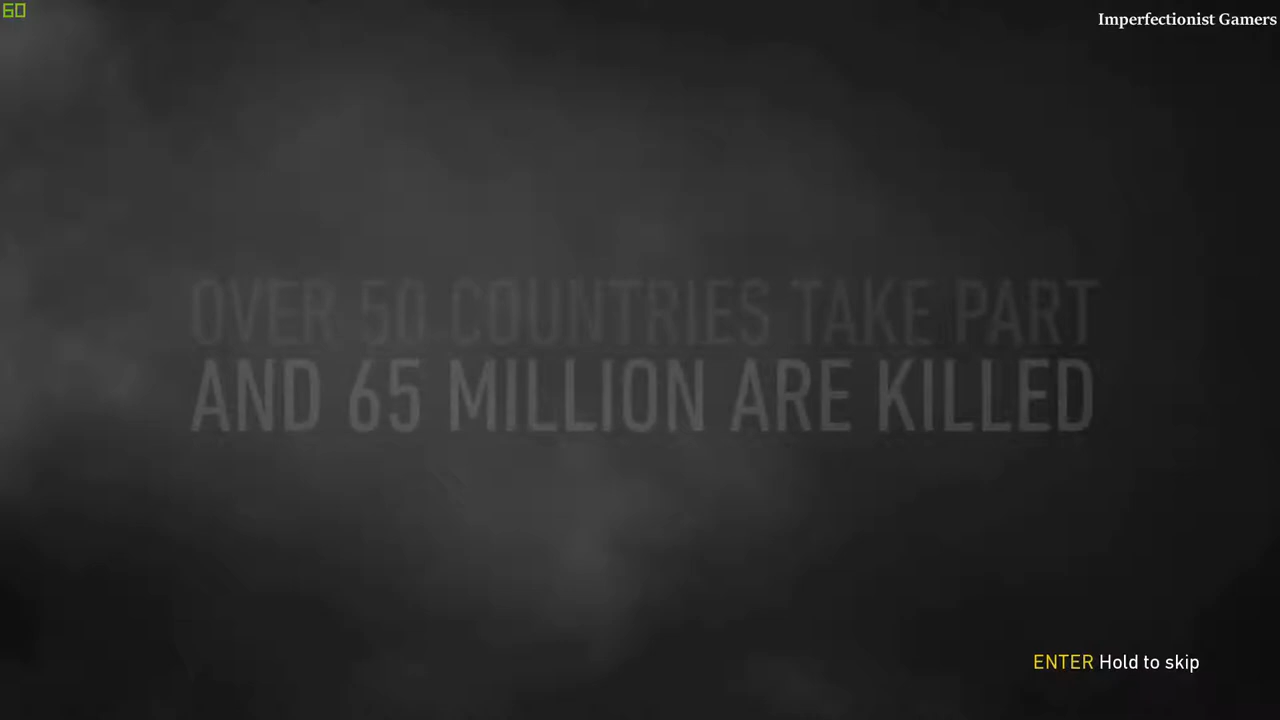 60
Imperfectionist Gamers
OVER 50 COUNTRIES TAKE PART
AND 65 MILLION ARE KILLED
ENTER Hold to skip